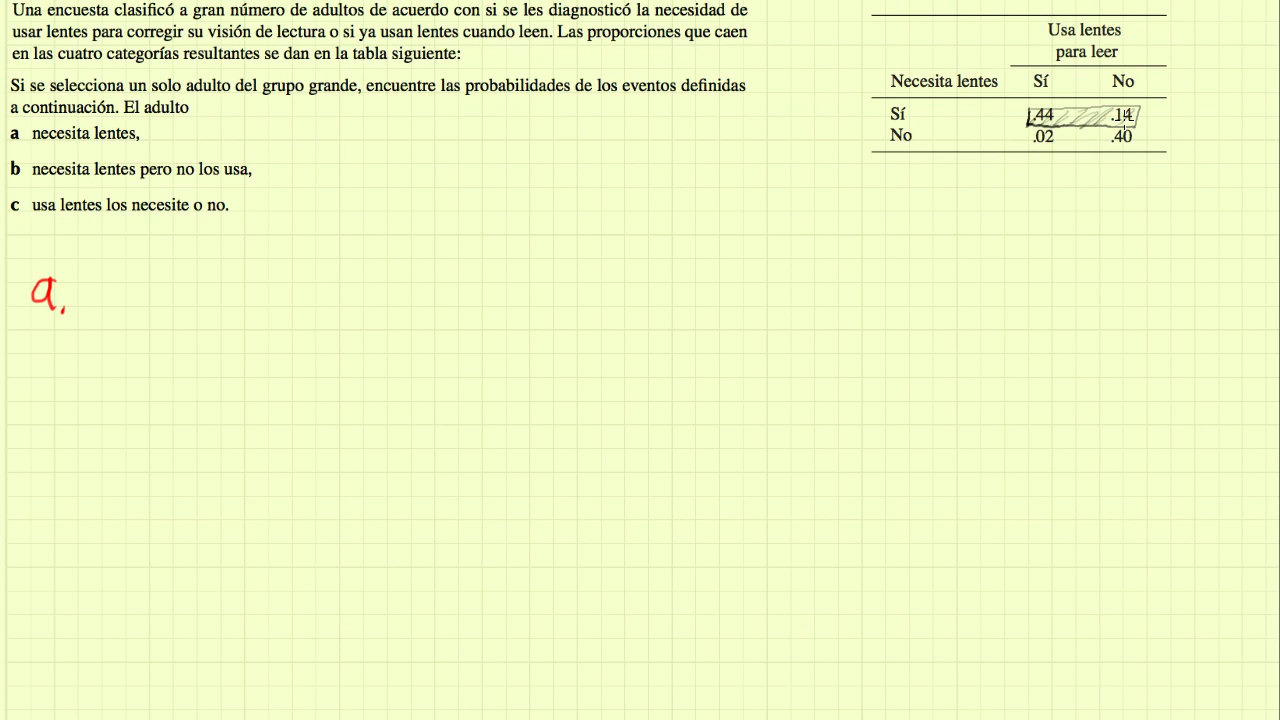 Una encuesta clasificó a gran número de adultos de acuerdo con si se les diagnosticó la necesidad de
usar lentes para corregir su visión de lectura o si ya usan lentes cuando leen. Las proporciones que caen
en las cuatro categorías resultantes se dan en la tabla siguiente:
Si se selecciona un solo adulto del grupo grande, encuentre las probabilidades de los eventos definidas
a continuación. El adulto
a necesita lentes,
b necesita lentes pero no los usa,
c usa lentes los necesite o no.
Usa lentes
para leer
Necesita lentes Sí No
Sí .44 .14
No .02 .40
a.